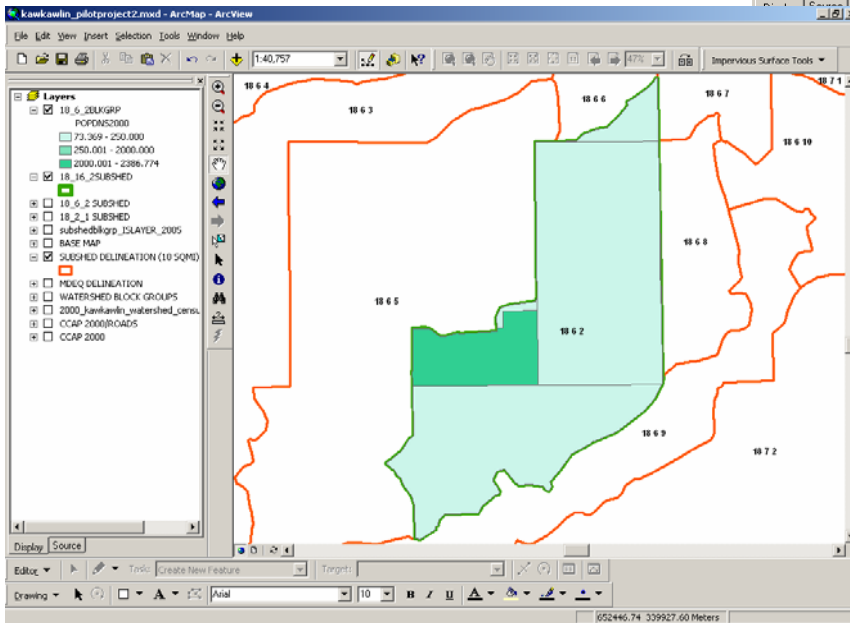 Display Source
kawkawlin_pilotproject2.mxd - ArcMap - ArcView
File Edit View Insert Selection Tools Window Help
1:40,757
47%
Impervious Surface Tools
Layers
18_6_2BLKGRP
POPDNS2000
73.369 - 250.000
250.001 - 2000.000
2000.001 - 2386.774
18_16_2SUBSHED
18_6_2 SUBSHED
18_2_1 SUBSHED
subshedblkgrp_ISLAYER_2005
BASE MAP
SUBSHED DELINEATION (10 SQMI)
MDEQ DELINEATION
WATERSHED BLOCK GROUPS
2000_kawkawlin_watershed_censu
CCAP 2000/ROADS
CCAP 2000
18 6 4
18 6 3
18 6 6
18 6 7
18 7 1
18 6 10
18 6 8
18 6 5
18 6 2
18 6 9
18 7 2
Display Source
Editor Task: Create New Feature Target:
Drawing A Arial 10 B I U A
652446.74 339927.60 Meters